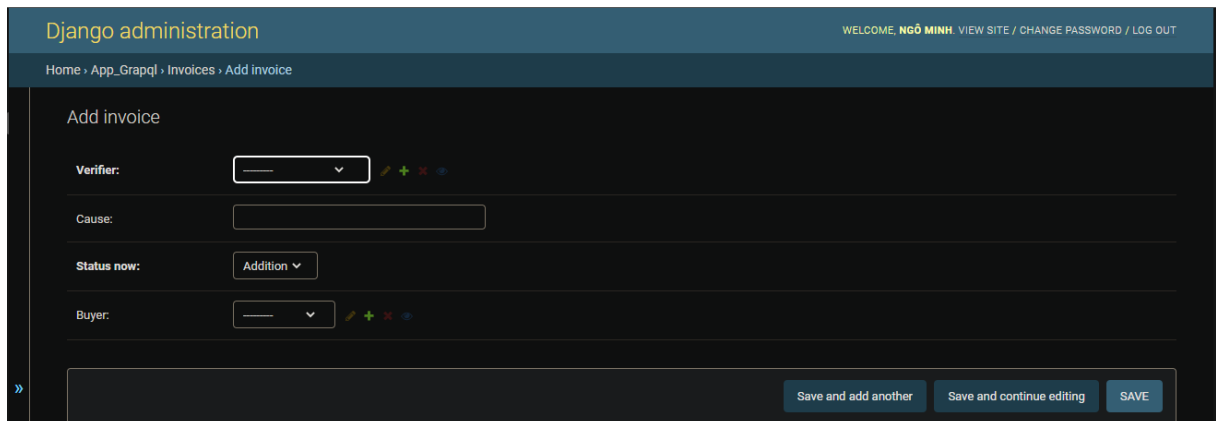 Django administration
WELCOME, NGÔ MINH. VIEW SITE / CHANGE PASSWORD / LOG OUT
Home › App_Grapql › Invoices › Add invoice
Add invoice
Verifier: ---------
Cause:
Status now: Addition
Buyer: ---------
»
Save and add another Save and continue editing SAVE